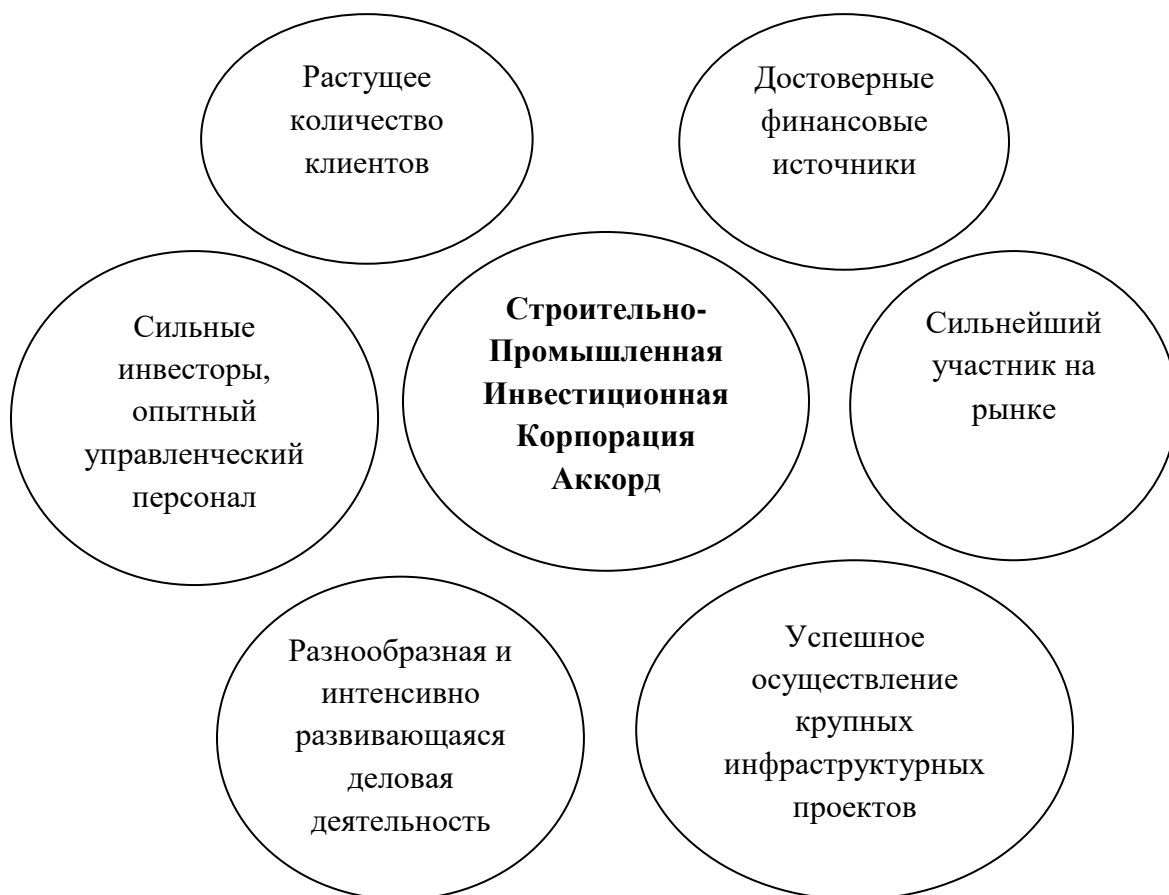 Растущее
количество
клиентов
Достоверные
финансовые
источники
Сильные
инвесторы,
опытный
управленческий
персонал
Строительно-
Промышленная
Инвестиционная
Корпорация
Аккорд
Сильнейший
участник на
рынке
Разнообразная и
интенсивно
развивающаяся
деловая
деятельность
Успешное
осуществление
крупных
инфраструктурных
проектов